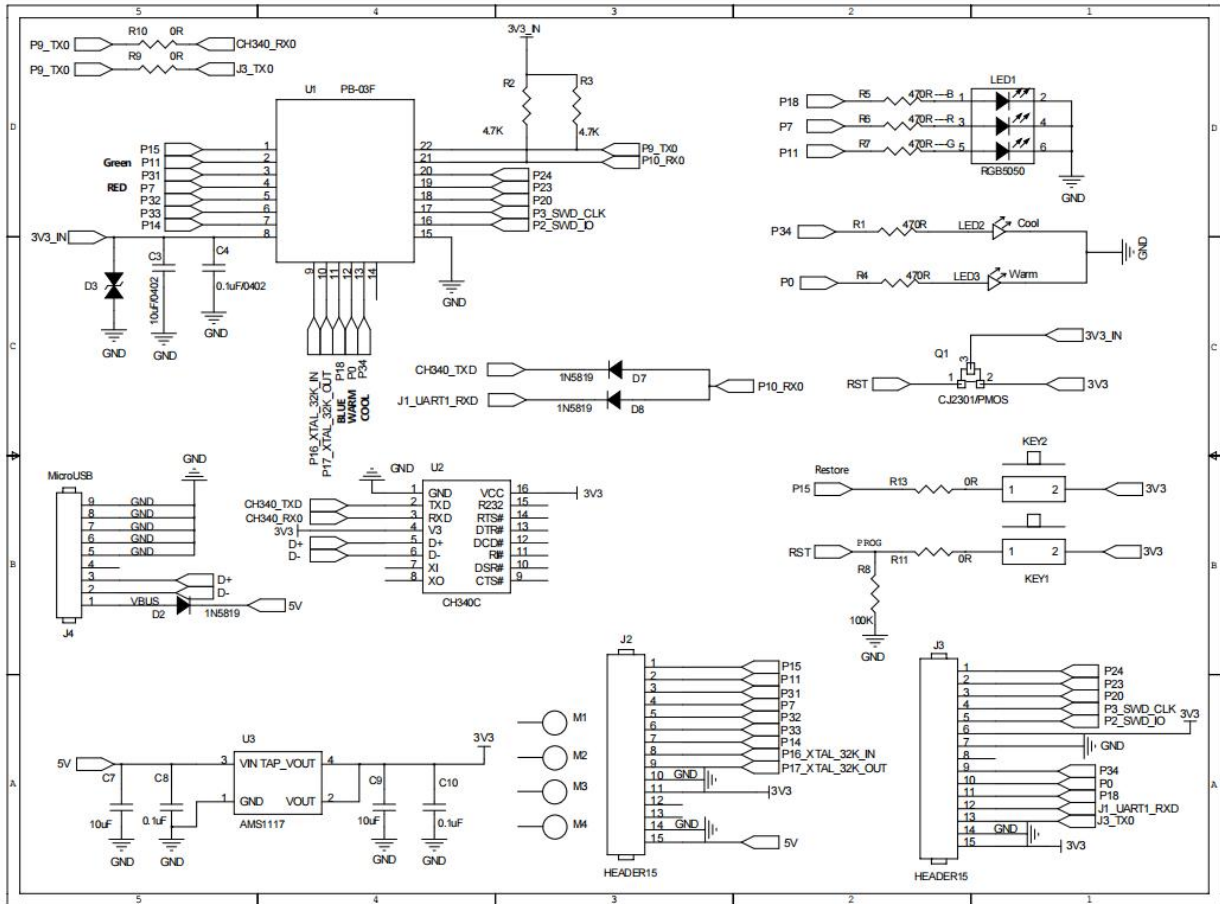 5 4 3 2 1
D
C
B
A
P9_TX0 R10 0R CH340_RX0
P9_TX0 R9 0R J3_TX0
U1 PB-03F
3V3_IN
R2 R3
4.7K 4.7K
Green
RED
P15 1
P11 2
P31 3
P7 4
P32 5
P33 6
P14 7
3V3_IN 8
22 P9_TX0
21 P10_RX0
20 P24
19 P23
18 P20
17 P3_SWD_CLK
16 P2_SWD_IO
15
GND
D3
C3
10uF/0402
C4
0.1uF/0402
GND
GND
GND
9 10 11 12 13 14
P16_XTAL_32K_IN
P17_XTAL_32K_OUT
BLUE P18
WARM P0
COOL P34
LED1
P18 R5 470R---B 1 2
P7 R6 470R---R 3 4
P11 R7 470R---G 5 6
RGB5050
GND
P34 R1 470R LED2 Cool
P0 R4 470R LED3 Warm
GND
CH340_TXD 1N5819 D7
J1_UART1_RXD 1N5819 D8
P10_RX0
3V3_IN
Q1
3
RST 1 2 3V3
CJ2301/PMOS
MicroUSB
GND
9 GND
8 GND
7 GND
6 GND
5 GND
4
3 D+
2 D-
1 VBUS D2 1N5819 5V
J4
GND
U2
1 GND VCC 16 3V3
CH340_TXD 2 TXD R232 15
CH340_RX0 3 RXD RTS# 14
3V3 4 V3 DTR# 13
D+ 5 D+ DCD# 12
D- 6 D- RI# 11
7 XI DSR# 10
8 XO CTS# 9
CH340C
KEY2
Restore
P15 R13 0R 1 2 3V3
RST PROG R11 0R 1 2 3V3
KEY1
R8
100K
GND
U3
5V 3 VIN TAP_VOUT 4 3V3
1 GND VOUT 2
AMS1117
C7 10uF
C8 0.1uF
C9 10uF
C10 0.1uF
GND
GND
GND
GND
M1
M2
M3
M4
J2
1 P15
2 P11
3 P31
4 P7
5 P32
6 P33
7 P14
8 P16_XTAL_32K_IN
9 P17_XTAL_32K_OUT
10 GND
11 3V3
12
13
14 GND
15 5V
HEADER15
J3
1 P24
2 P23
3 P20
4 P3_SWD_CLK
5 P2_SWD_IO
6 3V3
7 GND
8
9 P34
10 P0
11 P18
12 J1_UART1_RXD
13 J3_TX0
14 GND
15 3V3
HEADER15
5 4 3 2 1